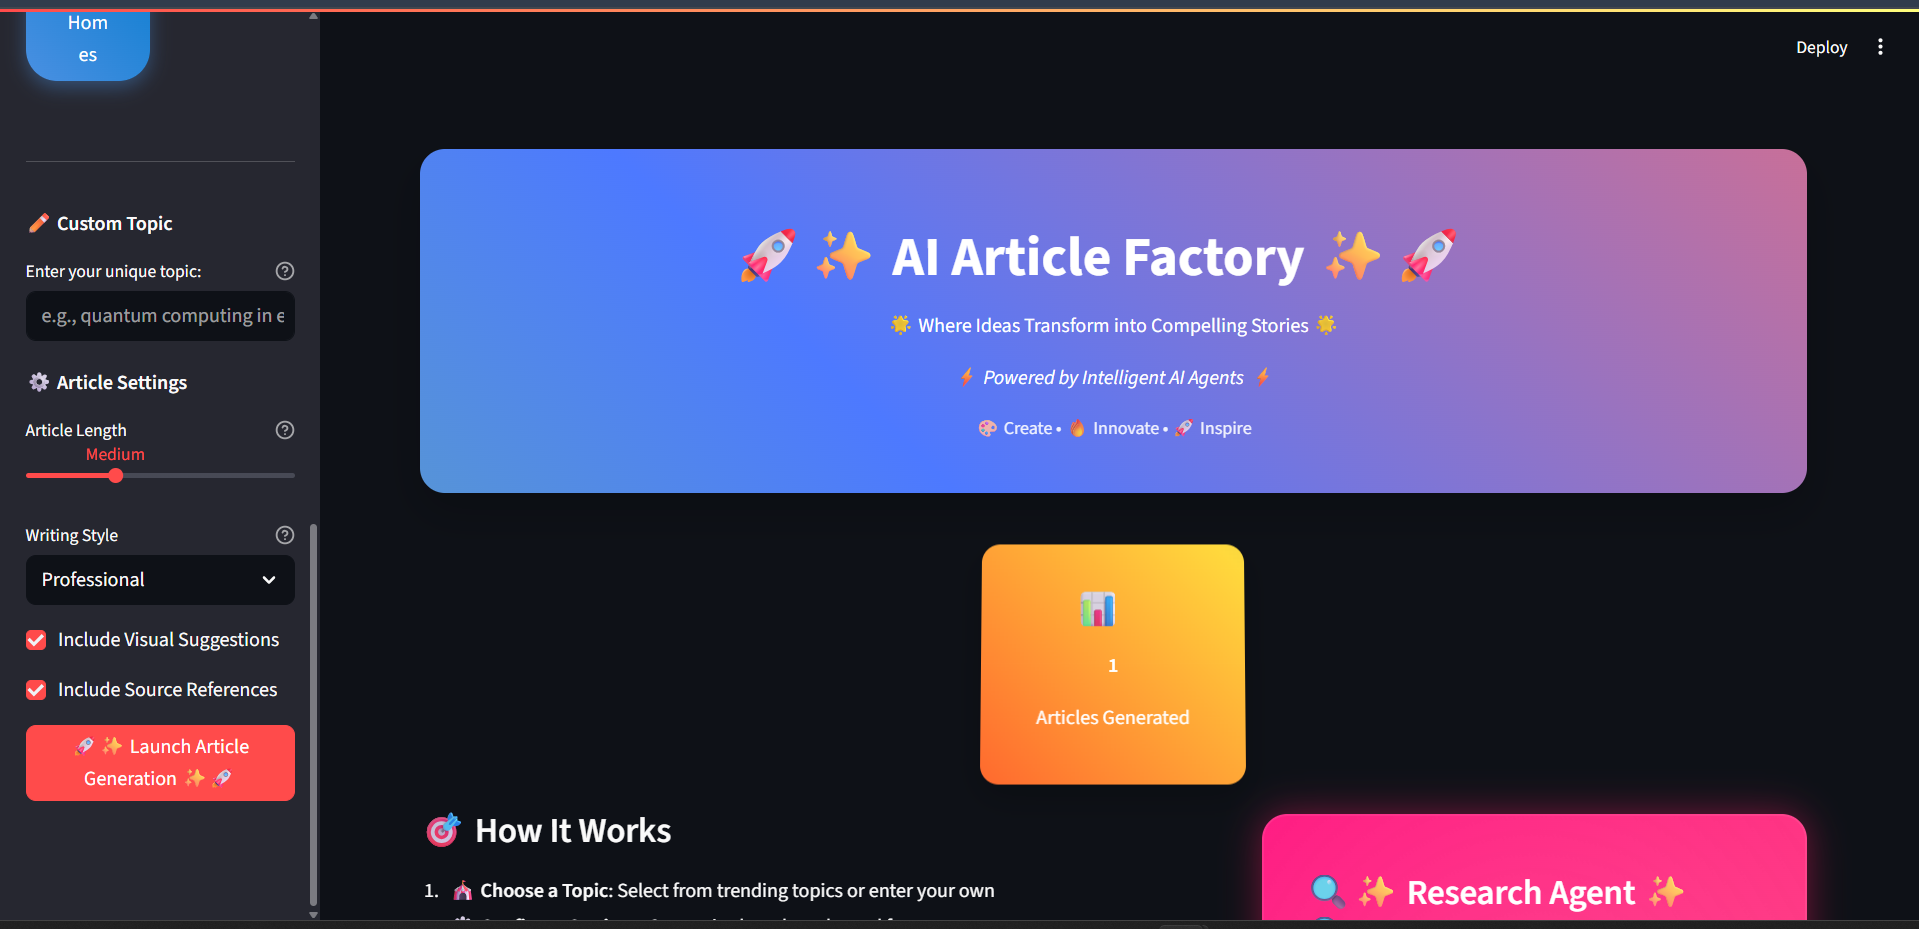 Hom
es
Custom Topic
Enter your unique topic:
e.g., quantum computing in e
Article Settings
Article Length
Medium
Writing Style
Professional
Include Visual Suggestions
Include Source References
Launch Article
Generation
Deploy
AI Article Factory
Where Ideas Transform into Compelling Stories
Powered by Intelligent AI Agents
Create • Innovate • Inspire
1
Articles Generated
How It Works
1. Choose a Topic: Select from trending topics or enter your own
Research Agent